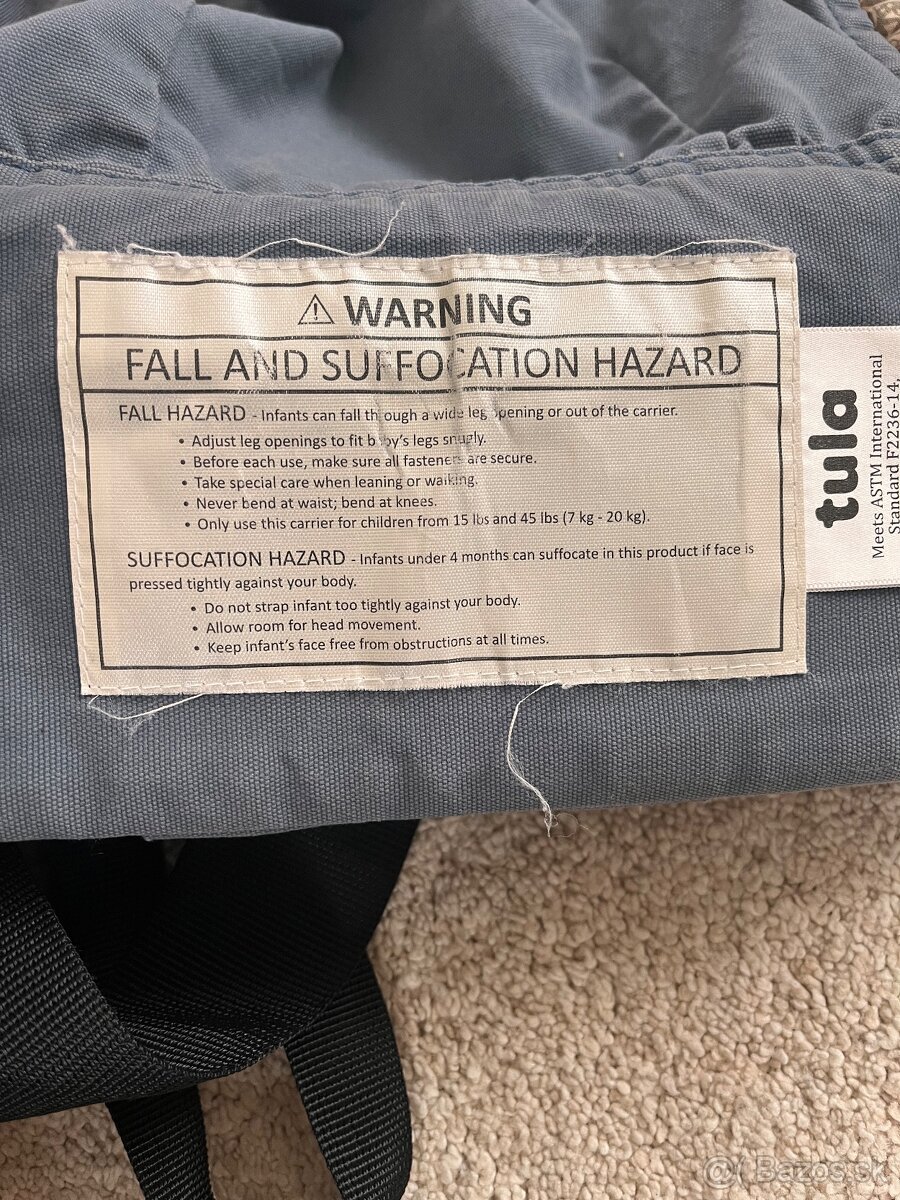 ⚠ WARNING
FALL AND SUFFOCATION HAZARD
FALL HAZARD - Infants can fall through a wide leg opening or out of the carrier.
• Adjust leg openings to fit baby's legs snugly.
• Before each use, make sure all fasteners are secure.
• Take special care when leaning or walking.
• Never bend at waist; bend at knees.
• Only use this carrier for children from 15 lbs and 45 lbs (7 kg - 20 kg).
SUFFOCATION HAZARD - Infants under 4 months can suffocate in this product if face is
pressed tightly against your body.
• Do not strap infant too tightly against your body.
• Allow room for head movement.
• Keep infant's face free from obstructions at all times.
tula
Meets ASTM International
Standard F2236-14,
Bazos.sk